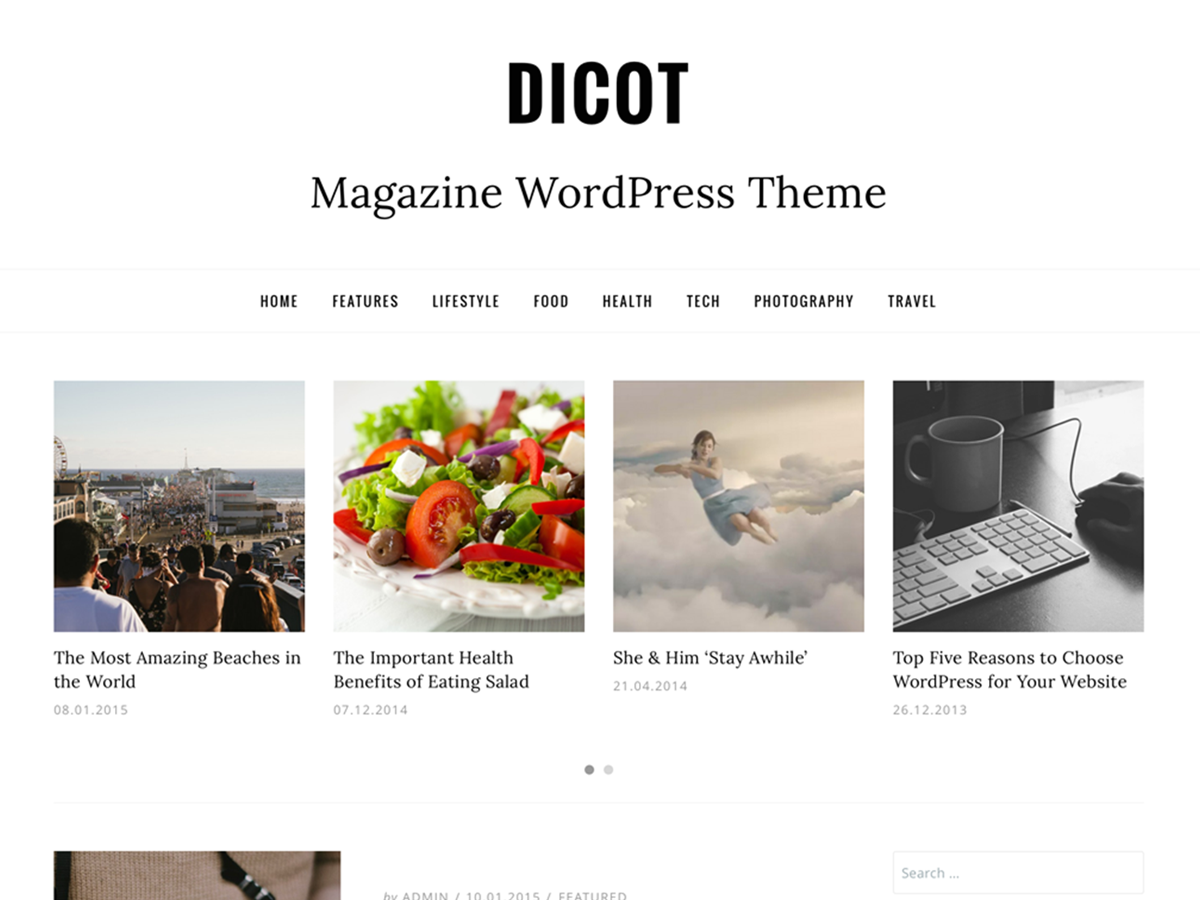 DICOT
Magazine WordPress Theme
HOME FEATURES LIFESTYLE FOOD HEALTH TECH PHOTOGRAPHY TRAVEL
The Most Amazing Beaches in
the World
08.01.2015
The Important Health
Benefits of Eating Salad
07.12.2014
She & Him ‘Stay Awhile’
21.04.2014
Top Five Reasons to Choose
WordPress for Your Website
26.12.2013
Search ...
by ADMIN / 10.01.2015 / FEATURED